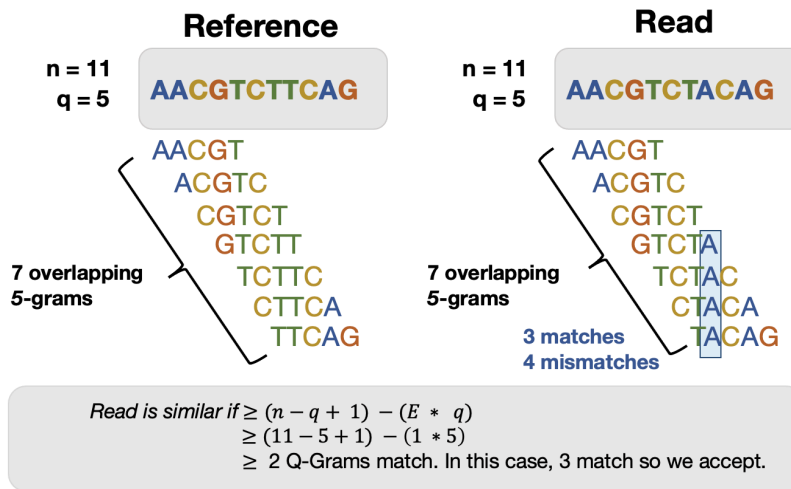 Reference
n = 11
q = 5
AACGTCTTCAG
AACGT
ACGTC
CGTCT
GTCTT
TCTTC
CTTCA
TTCAG
7 overlapping
5-grams
Read
n = 11
q = 5
AACGTCTACAG
AACGT
ACGTC
CGTCT
GTCTA
TCTAC
CTACA
TACAG
7 overlapping
5-grams
3 matches
4 mismatches
Read is similar if ≥ (n − q + 1) − (E * q)
≥ (11 − 5 + 1) − (1 * 5)
≥ 2 Q-Grams match. In this case, 3 match so we accept.